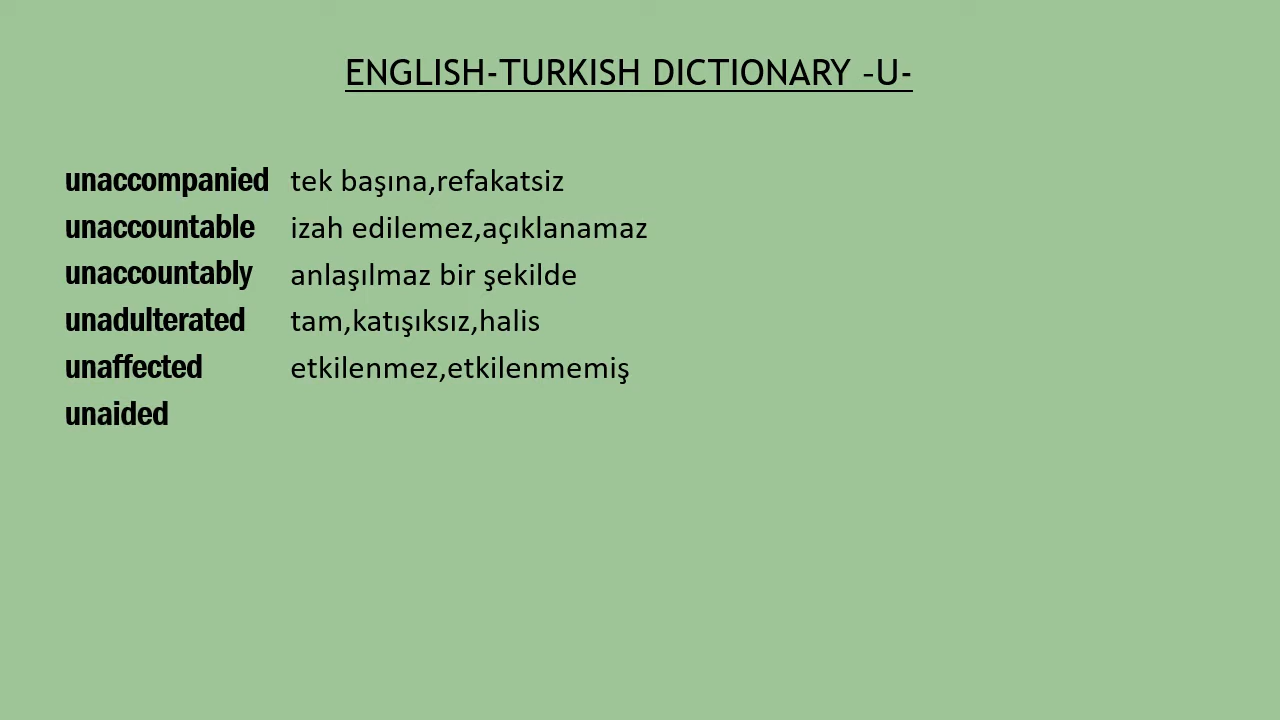 ENGLISH-TURKISH DICTIONARY –U-
unaccompanied tek başına,refakatsiz
unaccountable izah edilemez,açıklanamaz
unaccountably anlaşılmaz bir şekilde
unadulterated tam,katışıksız,halis
unaffected etkilenmez,etkilenmemiş
unaided